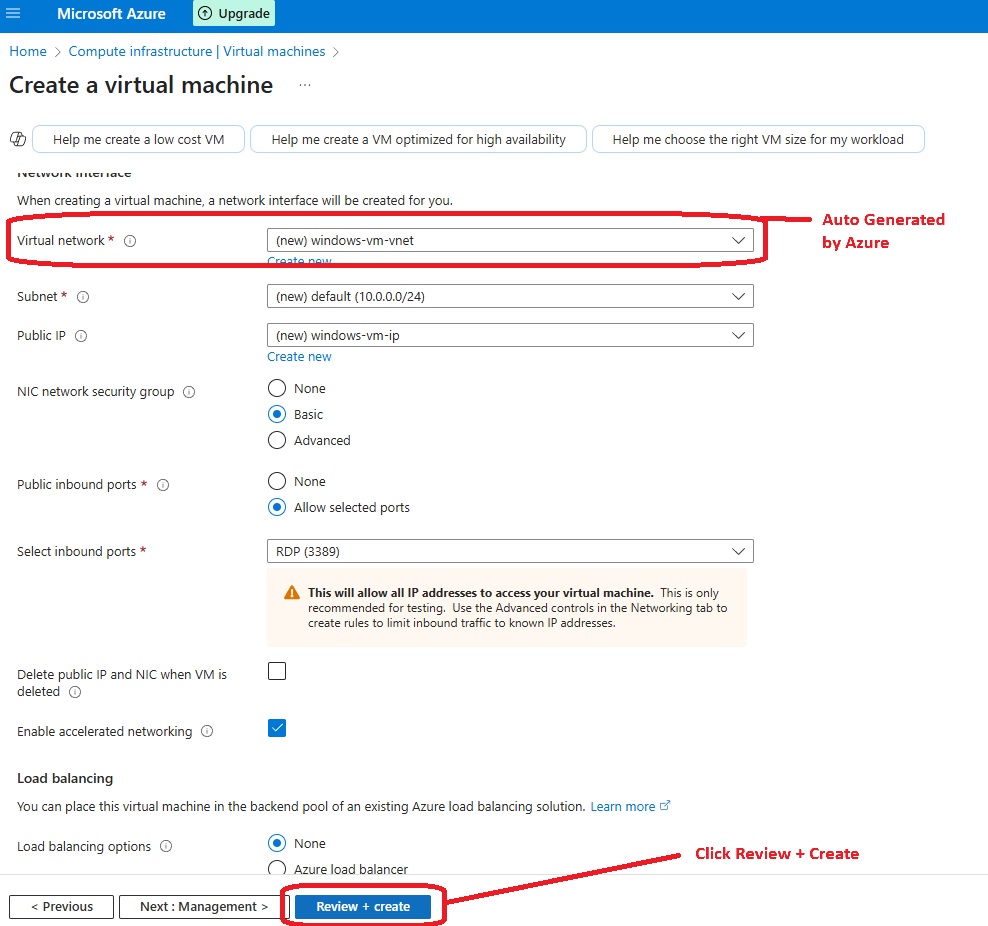 Microsoft Azure
Upgrade
Home > Compute infrastructure | Virtual machines >
Create a virtual machine ...
Help me create a low cost VM
Help me create a VM optimized for high availability
Help me choose the right VM size for my workload
Network interface
When creating a virtual machine, a network interface will be created for you.
Virtual network *
(new) windows-vm-vnet
Create new
Auto Generated
by Azure
Subnet *
(new) default (10.0.0.0/24)
Public IP
(new) windows-vm-ip
Create new
NIC network security group
None
Basic
Advanced
Public inbound ports *
None
Allow selected ports
Select inbound ports *
RDP (3389)
This will allow all IP addresses to access your virtual machine. This is only
recommended for testing. Use the Advanced controls in the Networking tab to
create rules to limit inbound traffic to known IP addresses.
Delete public IP and NIC when VM is
deleted
Enable accelerated networking
Load balancing
You can place this virtual machine in the backend pool of an existing Azure load balancing solution. Learn more
Load balancing options
None
Azure load balancer
Click Review + Create
< Previous
Next : Management >
Review + create